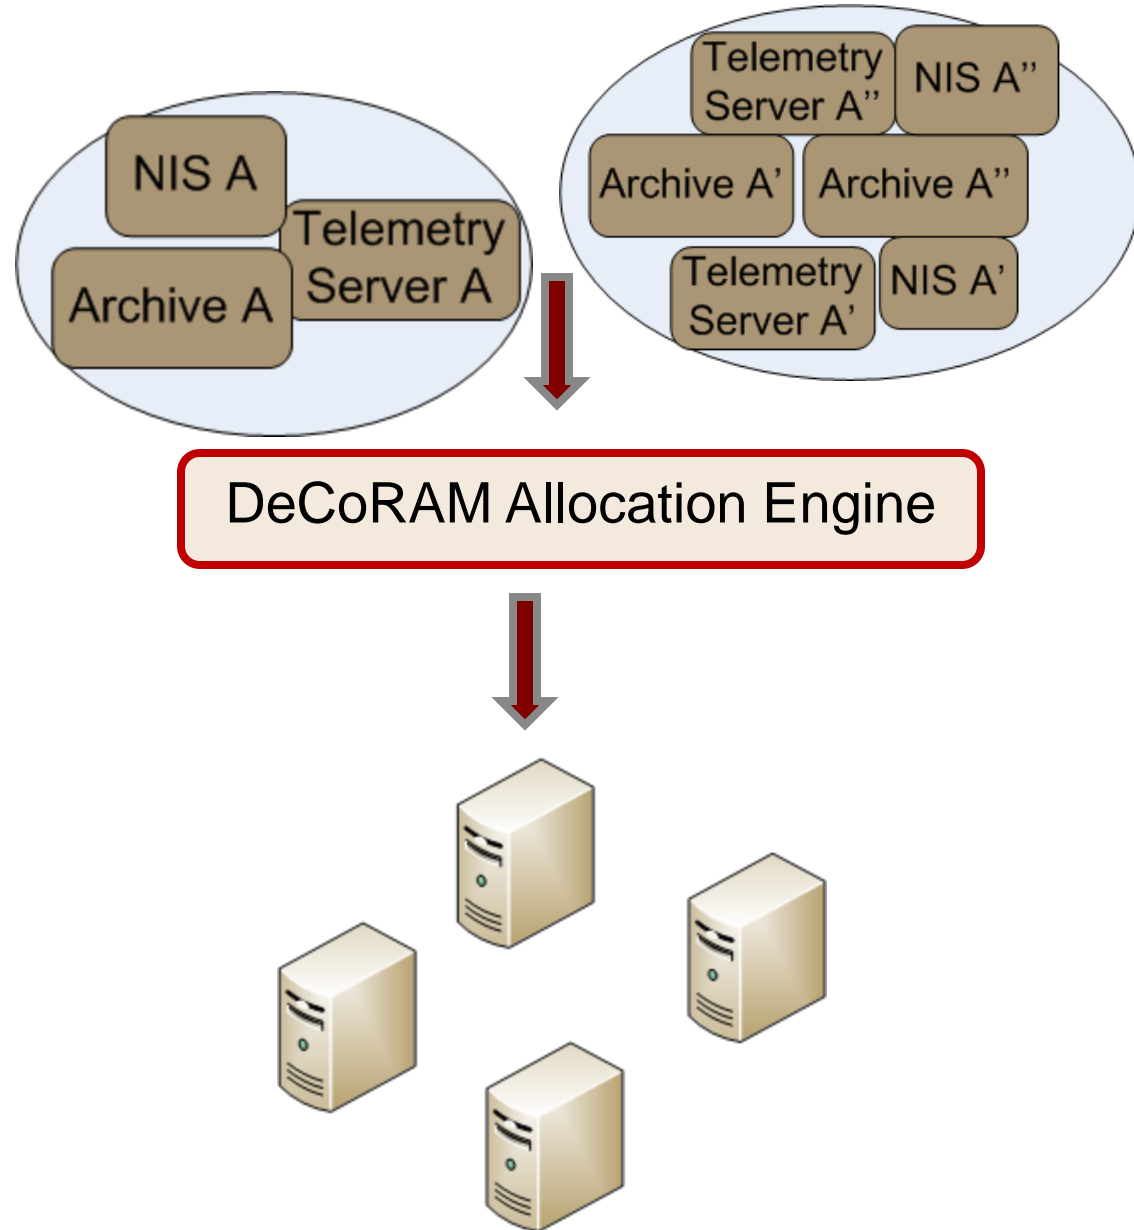 NIS A
Telemetry
Server A
Archive A
Telemetry
Server A’’
NIS A’’
Archive A’
Archive A’’
Telemetry
Server A’
NIS A’
DeCoRAM Allocation Engine